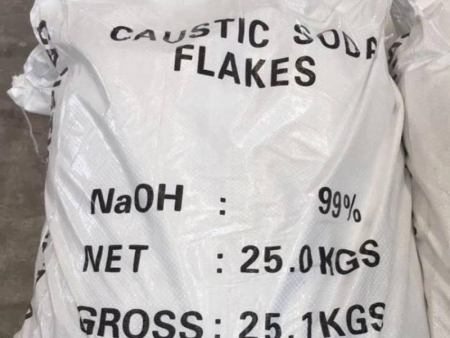 CAUSTIC SODA
FLAKES
NaOH : 99%
NET : 25.0 KGS
GROSS : 25.1 KGS